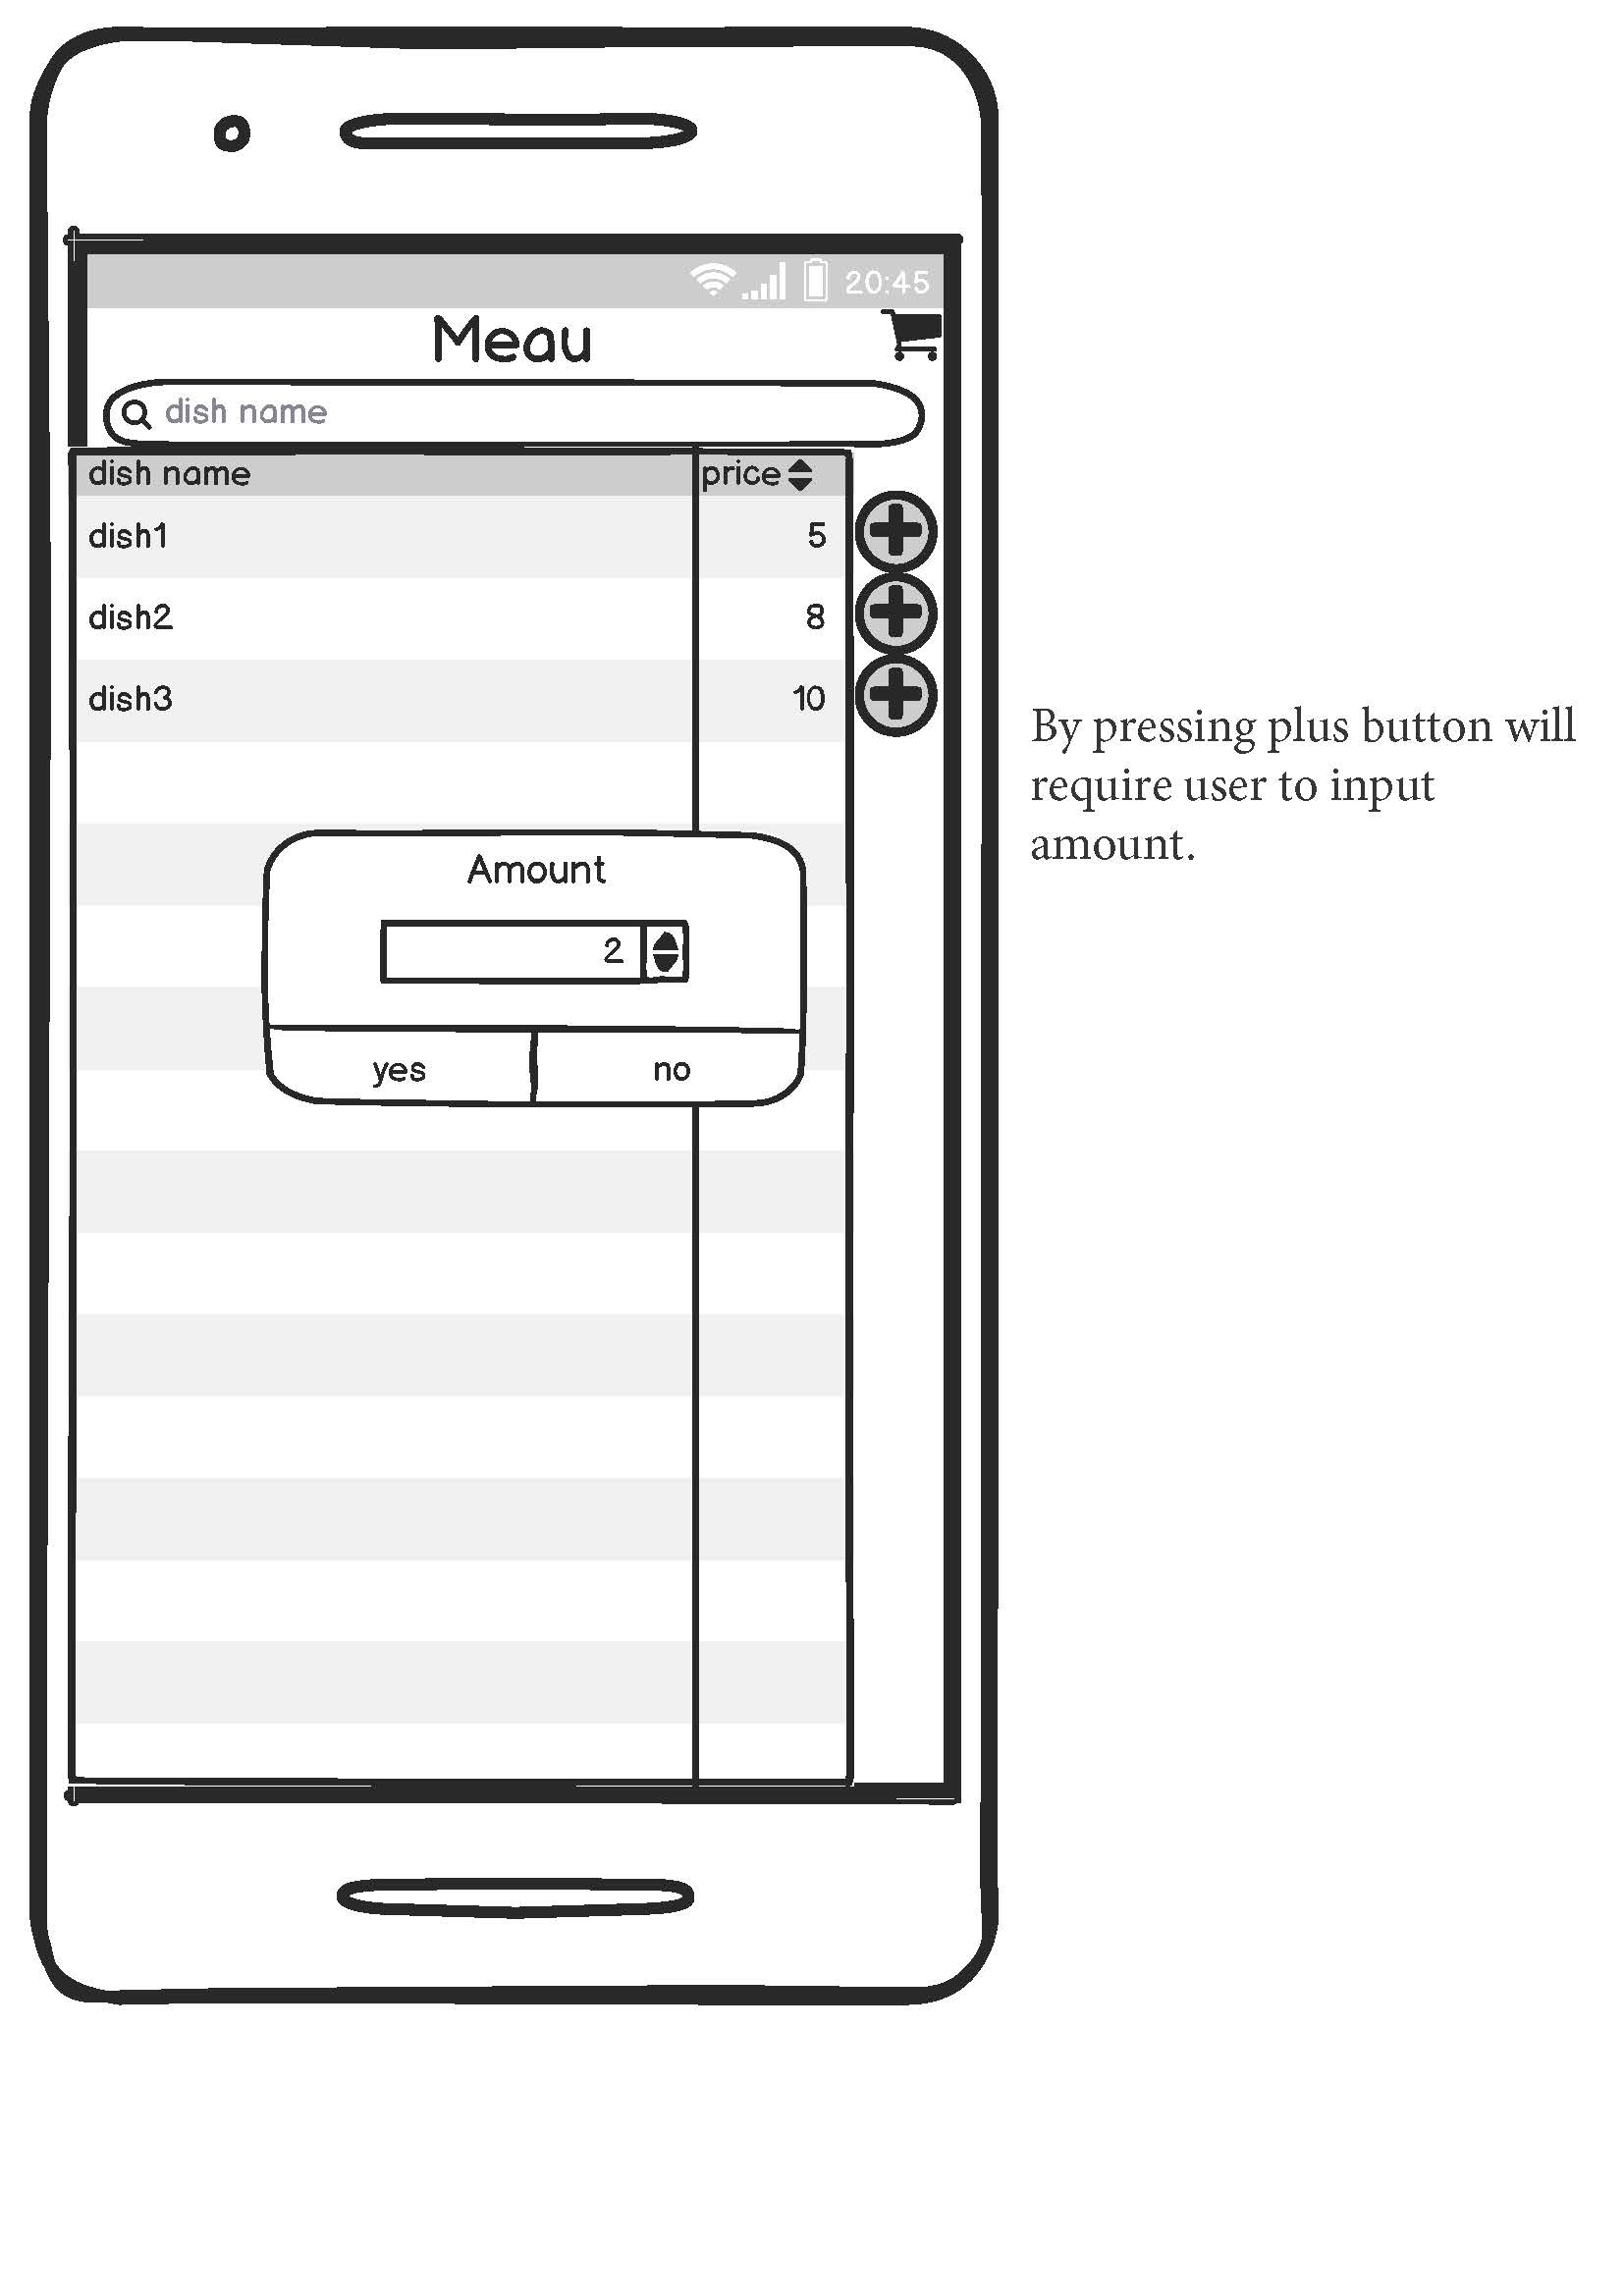 20:45
Meau
dish name
dish name price
dish1 5
dish2 8
dish3 10
Amount
2
yes no
By pressing plus button will
require user to input
amount.